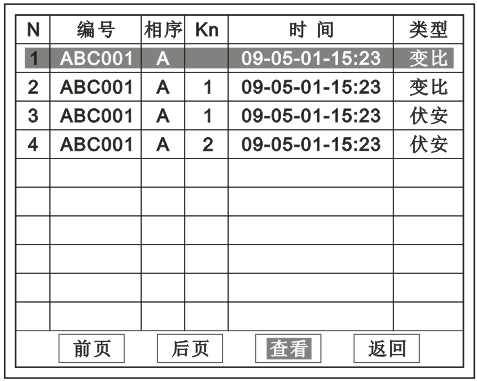 N 编号 相序 Kn 时间 类型
1 ABC001 A 09-05-01-15:23 变比
2 ABC001 A 1 09-05-01-15:23 变比
3 ABC001 A 1 09-05-01-15:23 伏安
4 ABC001 A 2 09-05-01-15:23 伏安
前页 后页 查看 返回